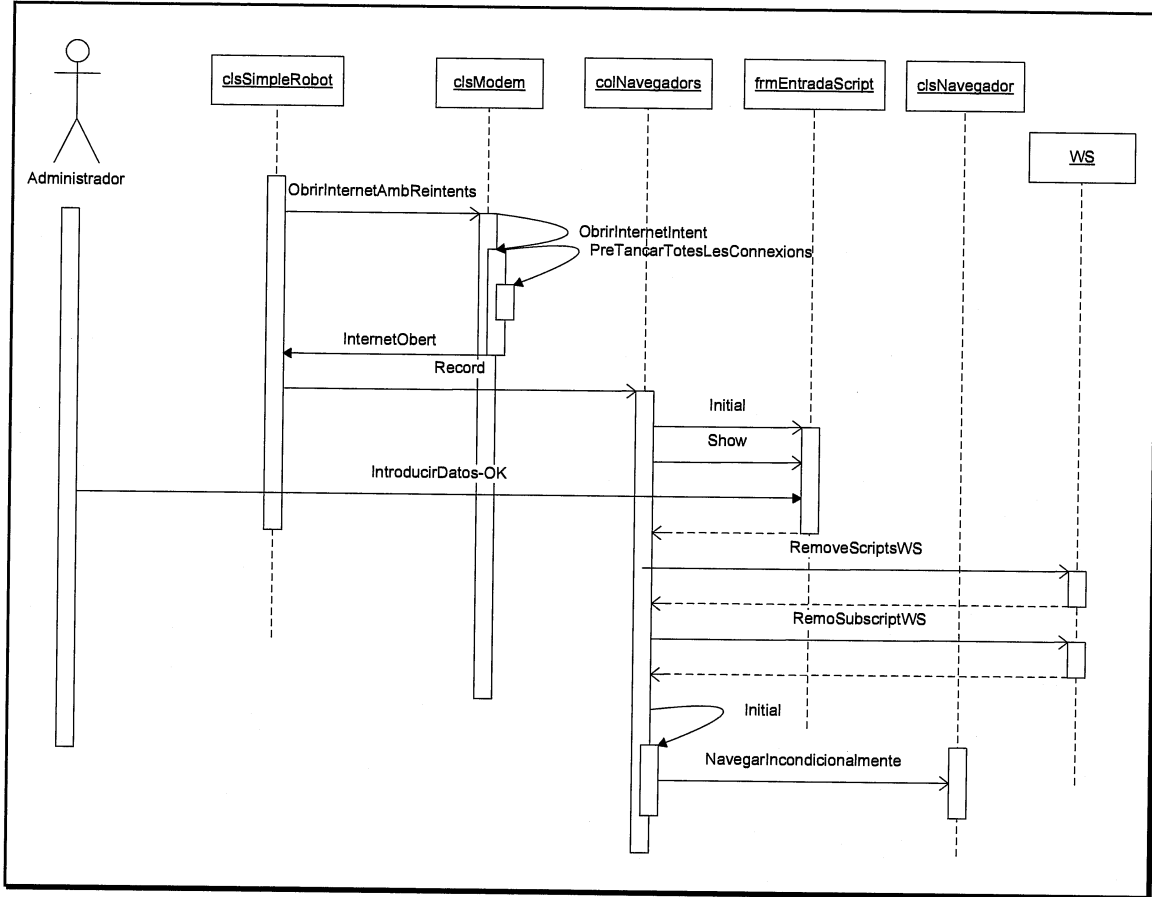 clsSimpleRobot
clsModem
colNavegadors
frmEntradaScript
clsNavegador
WS
Administrador
ObrirInternetAmbReintents
ObrirInternetIntent
PreTancarTotesLesConnexions
InternetObert
Record
Initial
Show
IntroducirDatos-OK
RemoveScriptsWS
RemoSubscriptWS
Initial
NavegarIncondicionalmente